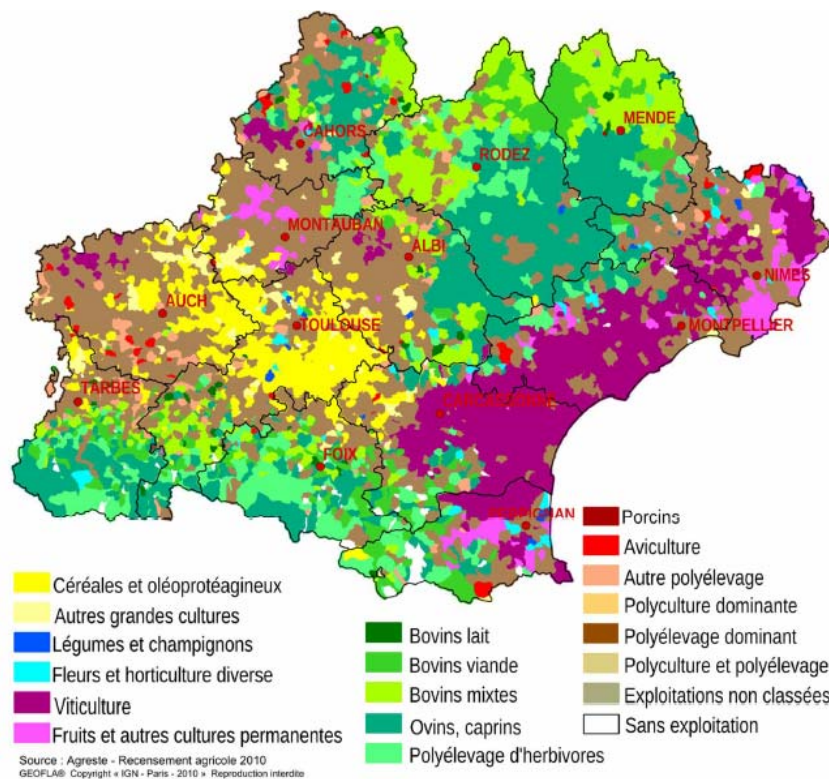 MENDE
CAHORS
RODEZ
MONTAUBAN
ALBI
NIMES
AUCH
TOULOUSE
MONTPELLIER
TARBES
CARCASSONNE
FOIX
PERPIGNAN
Céréales et oléoprotéagineux
Autres grandes cultures
Légumes et champignons
Fleurs et horticulture diverse
Viticulture
Fruits et autres cultures permanentes
Bovins lait
Bovins viande
Bovins mixtes
Ovins, caprins
Polyélevage d'herbivores
Porcins
Aviculture
Autre polyélevage
Polyculture dominante
Polyélevage dominant
Polyculture et polyélevage
Exploitations non classées
Sans exploitation
Source : Agreste - Recensement agricole 2010
GEOFLA® Copyright « IGN - Paris - 2010 » Reproduction interdite